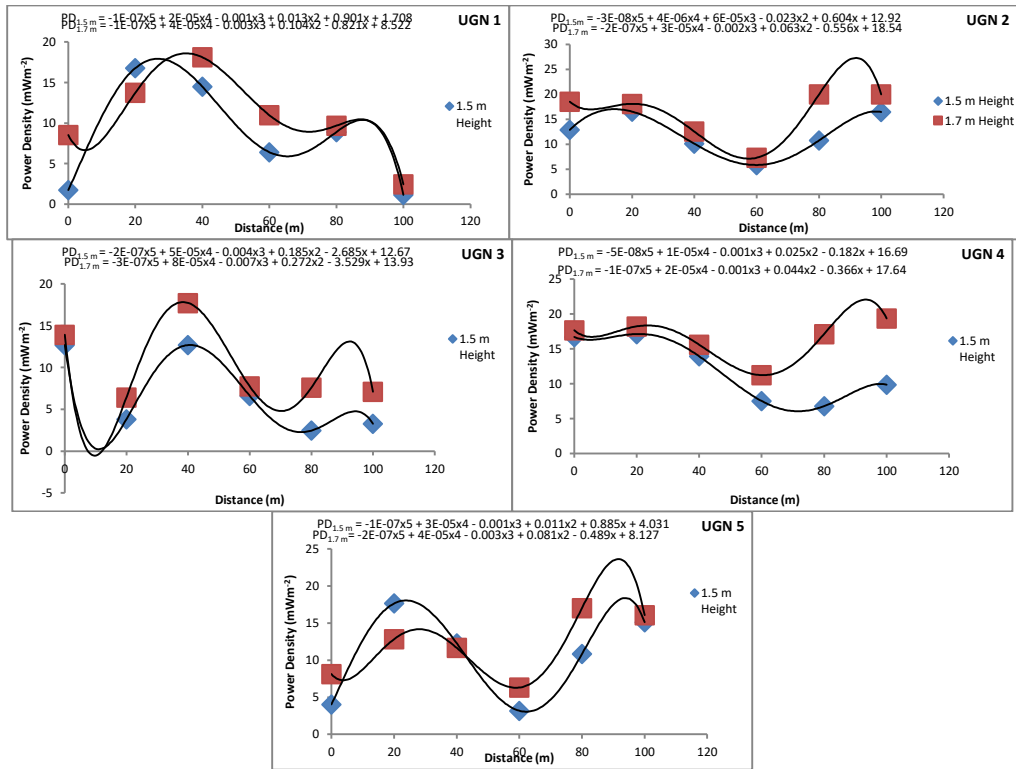 PD1.5m = -1E-07x5 + 2E-05x4 - 0.001x3 + 0.013x2 + 0.901x + 1.708
PD1.7 m = -1E-07x5 + 4E-05x4 - 0.003x3 + 0.104x2 - 0.821x + 8.522
UGN 1
Power Density (mWm-2)
20
15
10
5
0
0 20 40 60 80 100 120
Distance (m)
1.5 m
Height
PD1.5m = -3E-08x5 + 4E-06x4 + 6E-05x3 - 0.023x2 + 0.604x + 12.92
PD1.7 m = -2E-07x5 + 3E-05x4 - 0.002x3 + 0.063x2 - 0.556x + 18.54
UGN 2
Power Density (mWm-2)
30
25
20
15
10
5
0
0 20 40 60 80 100 120
Distance (m)
1.5 m Height
1.7 m Height
PD1.5 m = -2E-07x5 + 5E-05x4 - 0.004x3 + 0.185x2 - 2.685x + 12.67
PD1.7 m = -3E-07x5 + 8E-05x4 - 0.007x3 + 0.272x2 - 3.529x + 13.93
UGN 3
Power Density (mWm-2)
20
15
10
5
0
-5
0 20 40 60 80 100 120
Distance (m)
1.5 m
Height
PD1.5 m = -5E-08x5 + 1E-05x4 - 0.001x3 + 0.025x2 - 0.182x + 16.69
PD1.7 m = -1E-07x5 + 2E-05x4 - 0.001x3 + 0.044x2 - 0.366x + 17.64
UGN 4
Power Density (mWm-2)
25
20
15
10
5
0
0 20 40 60 80 100 120
Distance (m)
1.5 m
Height
PD1.5 m = -1E-07x5 + 3E-05x4 - 0.001x3 + 0.011x2 + 0.885x + 4.031
PD1.7 m = -2E-07x5 + 4E-05x4 - 0.003x3 + 0.081x2 - 0.489x + 8.127
UGN 5
Power Density (mWm-2)
25
20
15
10
5
0
0 20 40 60 80 100 120
Distance (m)
1.5 m
Height